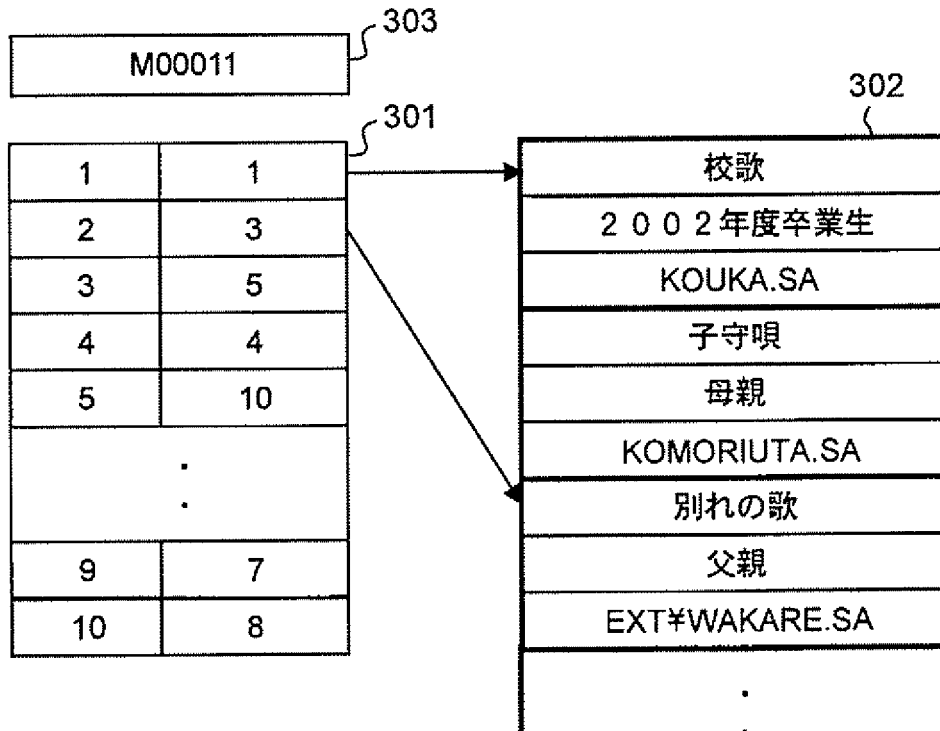 303
M00011
301
302
1 1
2 3
3 5
4 4
5 10
9 7
10 8
校歌
２００２年度卒業生
KOUKA.SA
子守唄
母親
KOMORIUTA.SA
別れの歌
父親
EXT¥WAKARE.SA